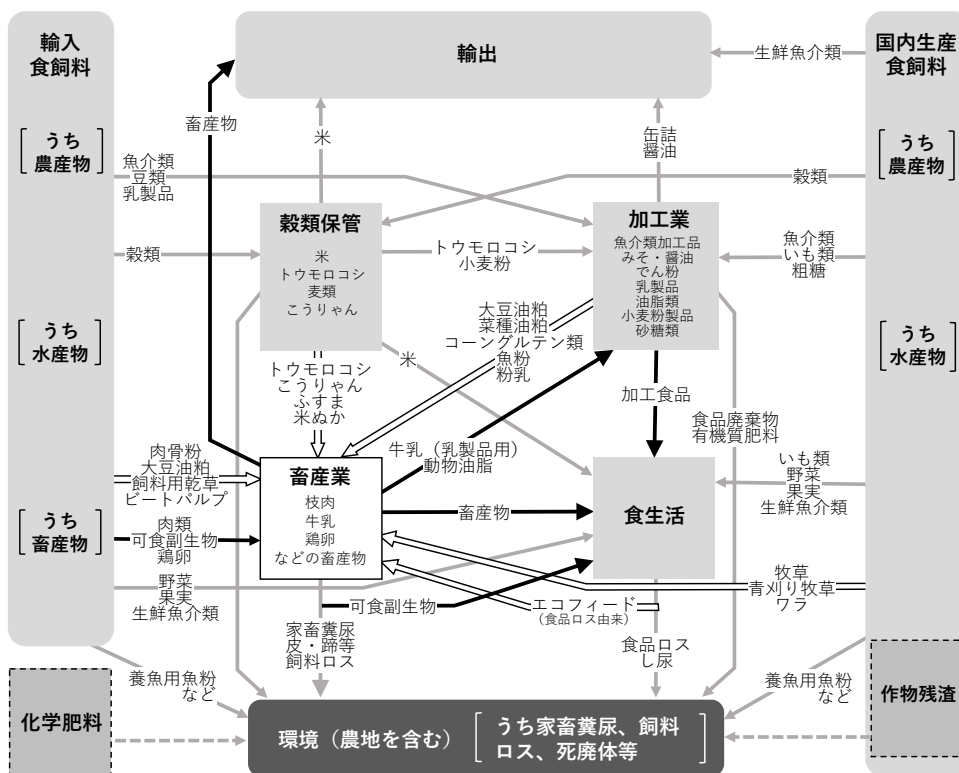 輸入
食飼料
うち
農産物
うち
水産物
うち
畜産物
化学肥料
輸出
国内生産
食飼料
うち
農産物
うち
水産物
作物残渣
生鮮魚介類
畜産物
米
缶詰
醤油
魚介類
豆類
乳製品
穀類
穀類
穀類保管
米
トウモロコシ
麦類
こうりゃん
トウモロコシ
小麦粉
加工業
魚介類加工品
みそ・醤油
でん粉
乳製品
油脂類
小麦粉製品
砂糖類
魚介類
いも類
粗糖
大豆油粕
菜種油粕
コーングルテン類
魚粉
粉乳
米
トウモロコシ
こうりゃん
ふすま
米ぬか
加工食品
食品廃棄物
有機質肥料
牛乳（乳製品用）
動物油脂
肉骨粉
大豆油粕
飼料用乾草
ビートパルプ
畜産業
枝肉
牛乳
鶏卵
などの畜産物
畜産物
食生活
いも類
野菜
果実
生鮮魚介類
肉類
可食副生物
鶏卵
野菜
果実
生鮮魚介類
可食副生物
エコフィード
（食品ロス由来）
牧草
青刈り牧草
ワラ
家畜糞尿
皮・蹄等
飼料ロス
食品ロス
し尿
養魚用魚粉
など
養魚用魚粉
など
環境（農地を含む）
うち家畜糞尿、飼料
ロス、死廃体等